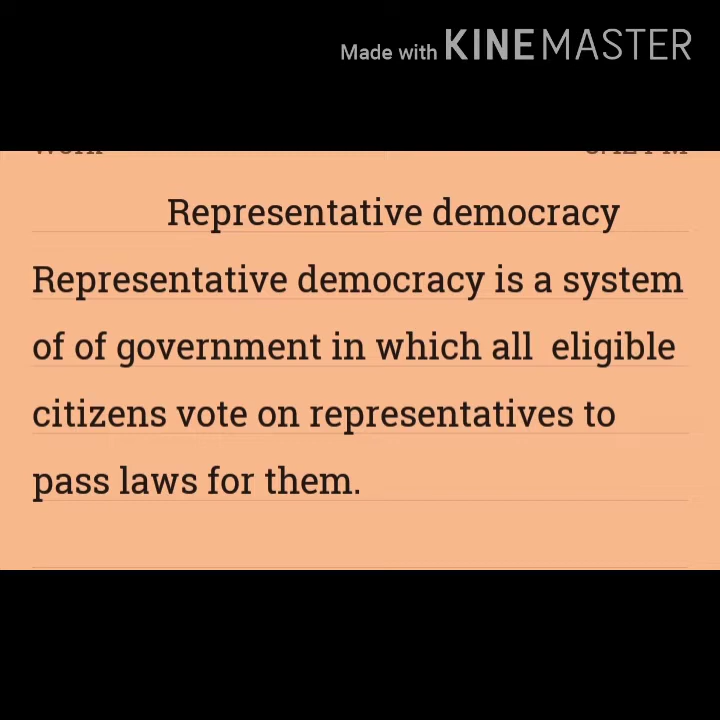 Made with KINEMASTER
Representative democracy
Representative democracy is a system
of of government in which all eligible
citizens vote on representatives to
pass laws for them.